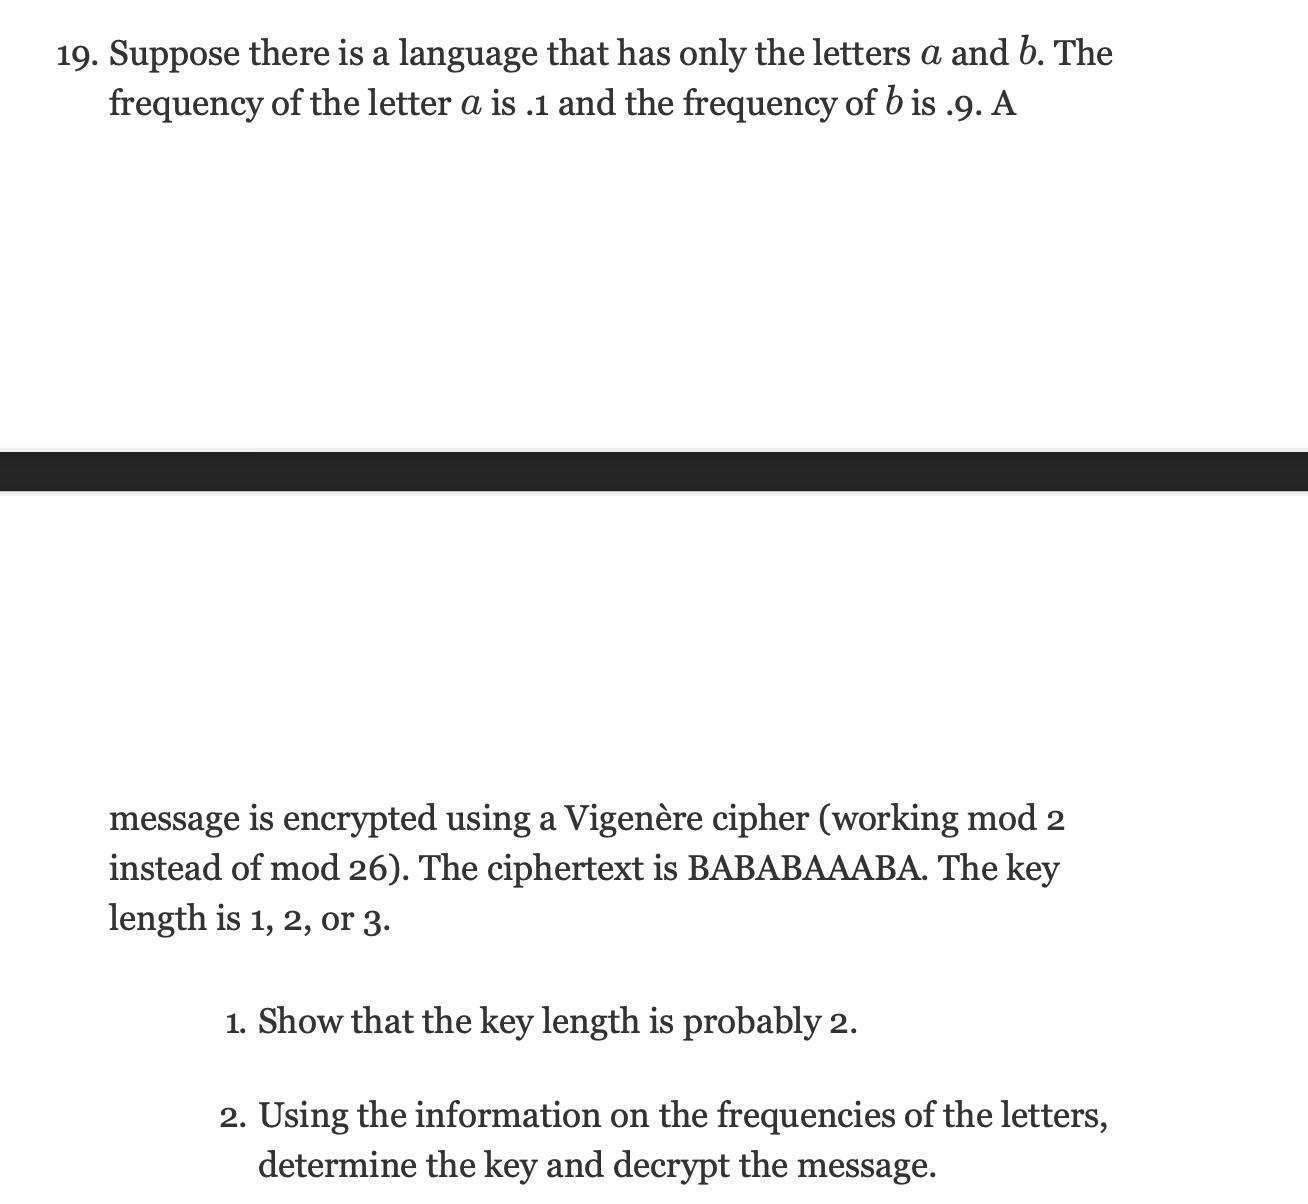 19. Suppose there is a language that has only the letters a and b. The
frequency of the letter a is .1 and the frequency of b is .9. A
message is encrypted using a Vigenère cipher (working mod 2
instead of mod 26). The ciphertext is BABABAAABA. The key
length is 1, 2, or 3.
1. Show that the key length is probably 2.
2. Using the information on the frequencies of the letters,
determine the key and decrypt the message.